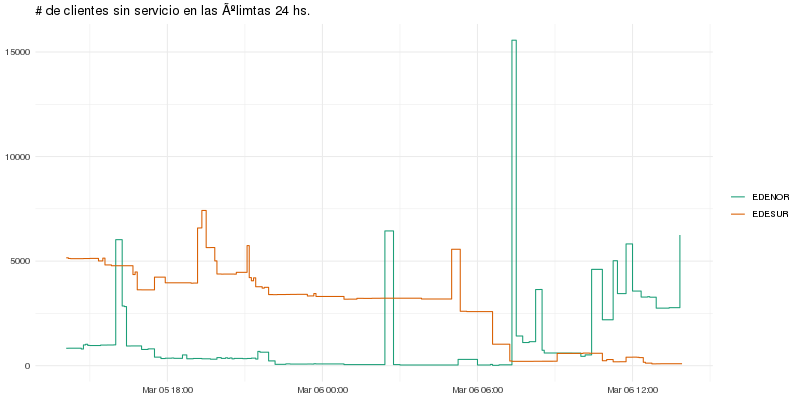 # de clientes sin servicio en las Ãºlimtas 24 hs.
15000
10000
5000
0
Mar 05 18:00
Mar 06 00:00
Mar 06 06:00
Mar 06 12:00
EDENOR
EDESUR